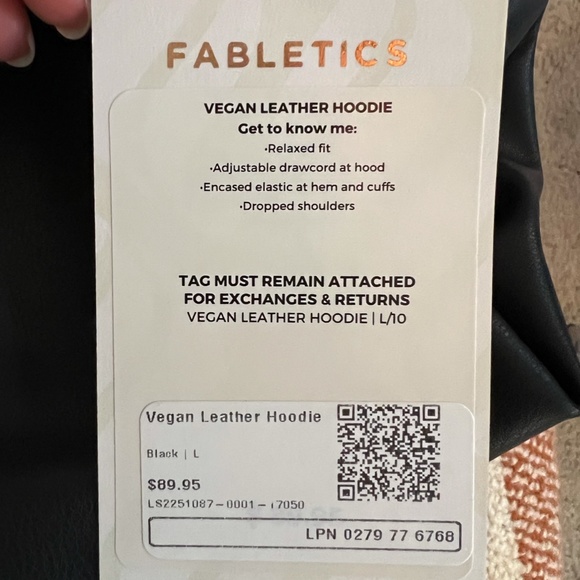 FABLETICS
VEGAN LEATHER HOODIE
Get to know me:
•Relaxed fit
•Adjustable drawcord at hood
•Encased elastic at hem and cuffs
•Dropped shoulders
TAG MUST REMAIN ATTACHED
FOR EXCHANGES & RETURNS
VEGAN LEATHER HOODIE | L/10
Vegan Leather Hoodie
Black | L
$89.95
LS2251087-0001-17050
LPN 0279 77 6768